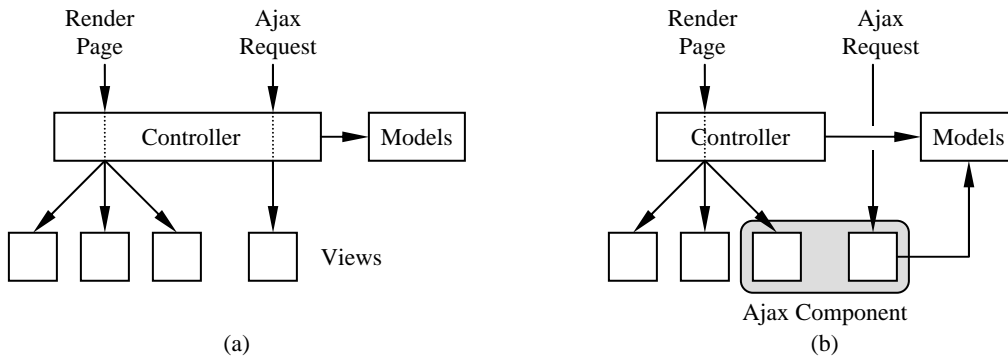 Render
Page
Ajax
Request
Controller
Models
Views
(a)
Render
Page
Ajax
Request
Controller
Models
Ajax Component
(b)